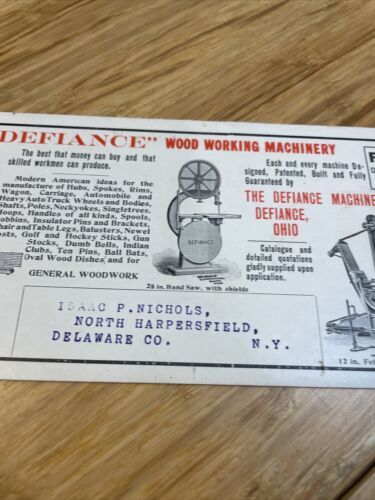 DEFIANCE" WOOD WORKING MACHINERY
The best that money can buy and that
skilled workmen can produce.
Modern American ideas for the
manufacture of Hubs, Spokes, Rims,
Wagon, Carriage, Automobile and
Heavy Auto Truck Wheels and Bodies,
Shafts, Poles, Neckyokes, Singletrees.
Hoops, Handles of all kinds, Spools,
Bobbins, Insulator Pins and Brackets,
Chair and Table Legs, Balusters, Newel
Posts, Golf and Hockey Sticks, Gun
Stocks, Dumb Bells, Indian
Clubs, Ten Pins, Ball Bats,
Oval Wood Dishes and for
GENERAL WOODWORK
DEFIANCE
28 in. Band Saw, with shields
Each and every machine De-
signed, Patented, Built and Fully
Guaranteed by
THE DEFIANCE MACHINE
DEFIANCE,
OHIO
Catalogue and
detailed quotations
gladly supplied upon
application.
12 in.
ISAAC P. NICHOLS,
NORTH HARPERSFIELD,
DELAWARE CO. N.Y.